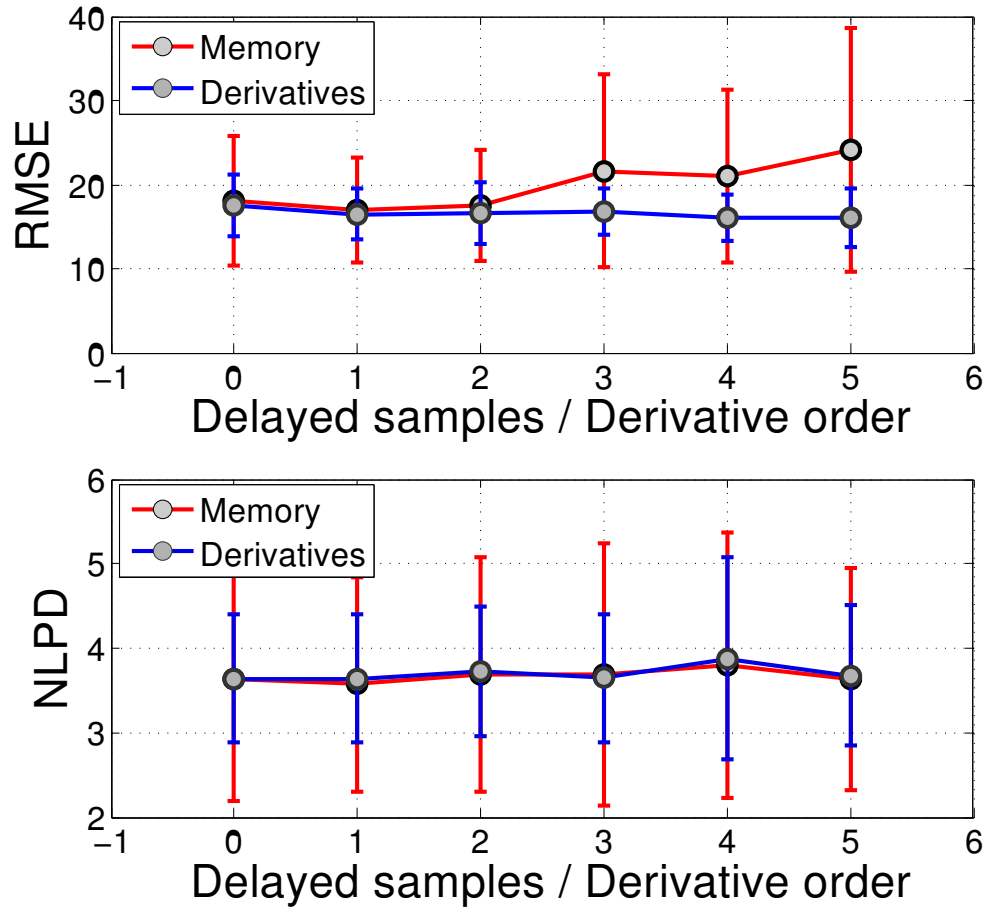 40
30
20
10
0
RMSE
Memory
Derivatives
−1 0 1 2 3 4 5 6
Delayed samples / Derivative order
6
5
4
3
2
NLPD
Memory
Derivatives
−1 0 1 2 3 4 5 6
Delayed samples / Derivative order